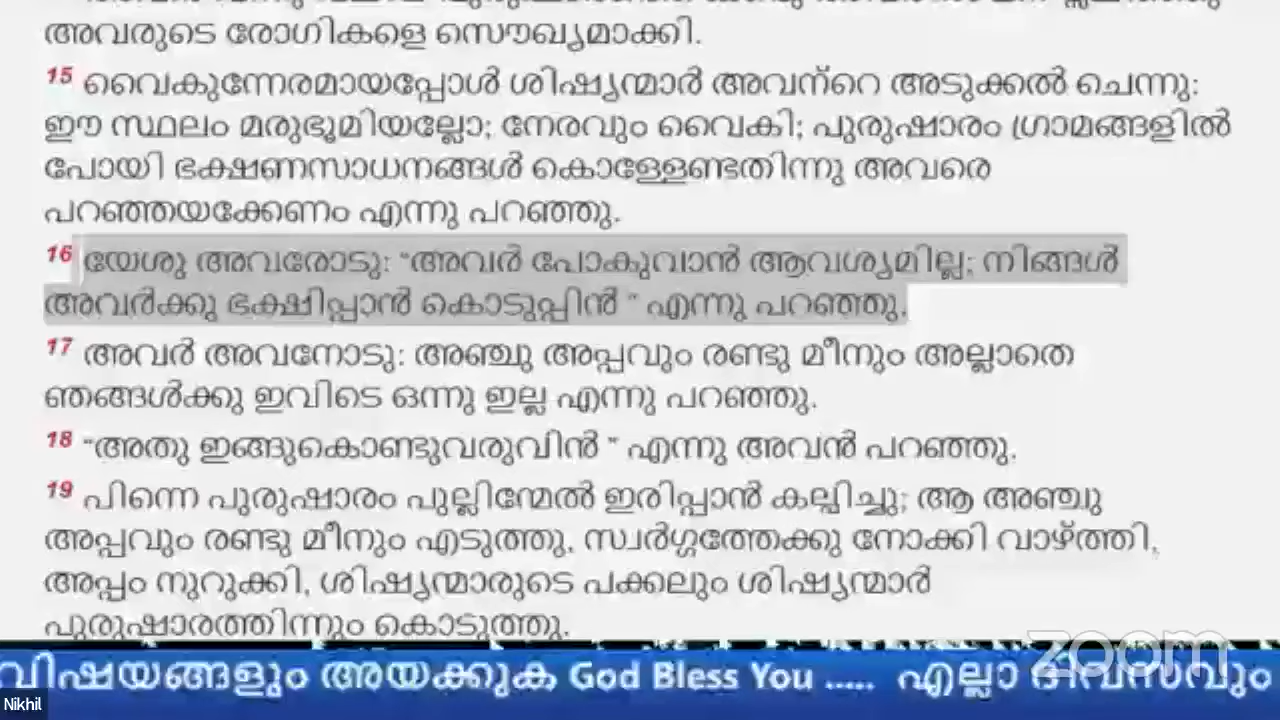 അവരുടെ രോഗികളെ സൌഖ്യമാക്കി.
15 വൈകുന്നേരമായപ്പോൾ ശിഷ്യന്മാർ അവന്റെ അടുക്കൽ ചെന്നു:
ഈ സ്ഥലം മരുഭൂമിയല്ലോ; നേരവും വൈകി; പുരുഷാരം ഗ്രാമങ്ങളിൽ
പോയി ഭക്ഷണസാധനങ്ങൾ കൊള്ളേണ്ടതിന്നു അവരെ
പറഞ്ഞയക്കേണം എന്നു പറഞ്ഞു.
16 യേശു അവരോടു: “അവർ പോകുവാൻ ആവശ്യമില്ല; നിങ്ങൾ
അവർക്കു ഭക്ഷിപ്പാൻ കൊടുപ്പിൻ ” എന്നു പറഞ്ഞു.
17 അവർ അവനോടു: അഞ്ചു അപ്പവും രണ്ടു മീനും അല്ലാതെ
ഞങ്ങൾക്കു ഇവിടെ ഒന്നു ഇല്ല എന്നു പറഞ്ഞു.
18 “അതു ഇങ്ങുകൊണ്ടുവരുവിൻ ” എന്നു അവൻ പറഞ്ഞു.
19 പിന്നെ പുരുഷാരം പുല്ലിന്മേൽ ഇരിപ്പാൻ കല്പിച്ചു; ആ അഞ്ചു
അപ്പവും രണ്ടു മീനും എടുത്തു, സ്വർഗ്ഗത്തേക്കു നോക്കി വാഴ്ത്തി,
അപ്പം നുറുക്കി, ശിഷ്യന്മാരുടെ പക്കലും ശിഷ്യന്മാർ
പുരുഷാരത്തിന്നും കൊടുത്തു.
zoom
വിഷയങ്ങളും അയക്കുക God Bless You ..... എല്ലാ ദിവസവും
Nikhil